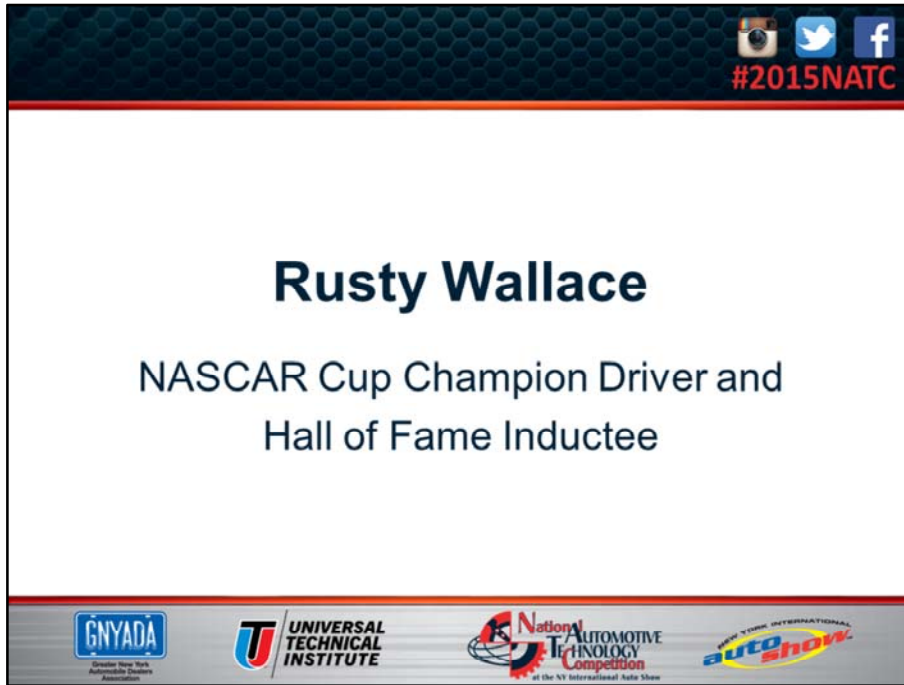 #2015NATC
Rusty Wallace
NASCAR Cup Champion Driver and
Hall of Fame Inductee
GNYADA
Greater New York
Automobile Dealers
Association
UNIVERSAL
TECHNICAL
INSTITUTE
National
AUTOMOTIVE
TECHNOLOGY
Competition
at the NY International Auto Show
NEW YORK INTERNATIONAL
auto show